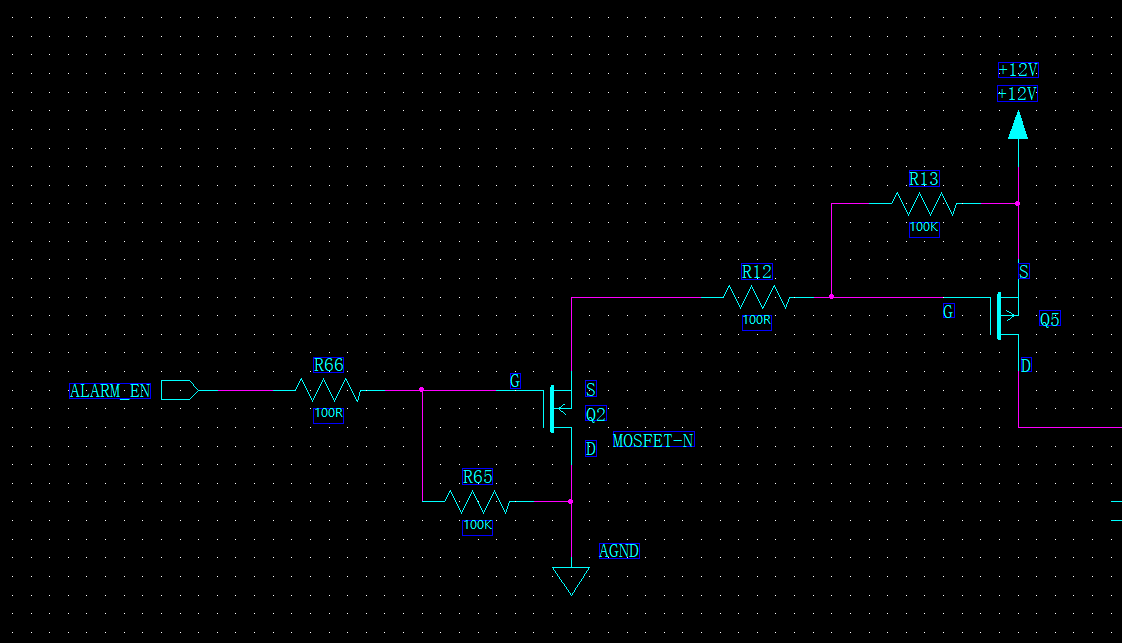 +12V
+12V
R13
100K
R12
100R
S
G
Q5
D
R66
100R
ALARM_EN
G
S
Q2
MOSFET-N
D
R65
100K
AGND